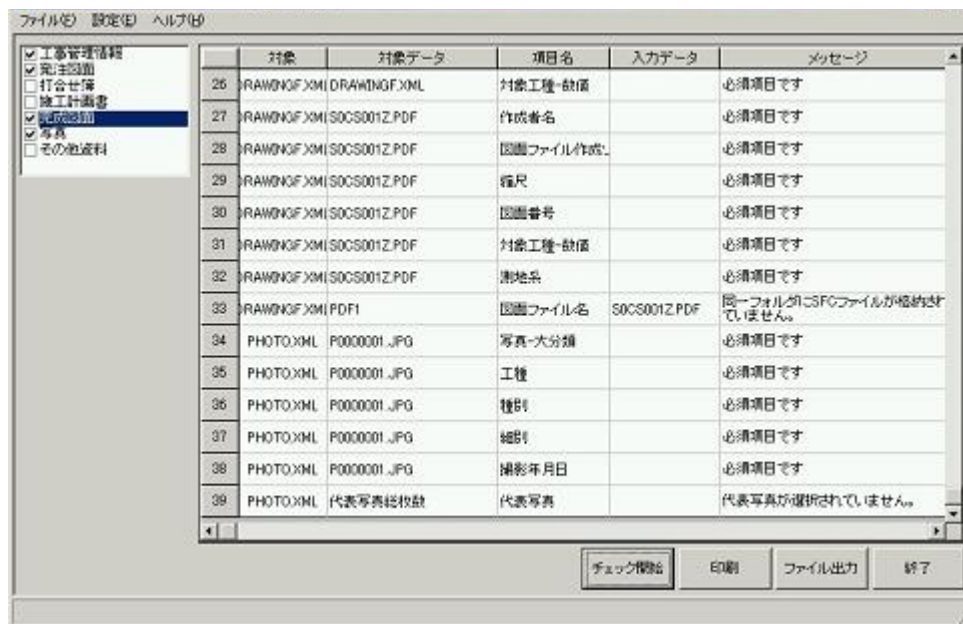 ファイル(F) 設定(E) ヘルプ(H)
工事管理情報
発注図面
打合せ簿
施工計画書
完成図面
写真
その他資料
対象 対象データ 項目名 入力データ メッセージ
26 DRAWINGF.XML DRAWINGF.XML 対象工種-数値 必須項目です
27 DRAWINGF.XML S0CS001Z.PDF 作成者名 必須項目です
28 DRAWINGF.XML S0CS001Z.PDF 図面ファイル作成 必須項目です
29 DRAWINGF.XML S0CS001Z.PDF 縮尺 必須項目です
30 DRAWINGF.XML S0CS001Z.PDF 図面番号 必須項目です
31 DRAWINGF.XML S0CS001Z.PDF 対象工種-数値 必須項目です
32 DRAWINGF.XML S0CS001Z.PDF 測地系 必須項目です
33 DRAWINGF.XML PDF1 図面ファイル名 S0CS001Z.PDF 同一フォルダにSFCファイルが格納され
ていません。
34 PHOTO.XML P0000001.JPG 写真-大分類 必須項目です
35 PHOTO.XML P0000001.JPG 工種 必須項目です
36 PHOTO.XML P0000001.JPG 種別 必須項目です
37 PHOTO.XML P0000001.JPG 細別 必須項目です
38 PHOTO.XML P0000001.JPG 撮影年月日 必須項目です
39 PHOTO.XML 代表写真総枚数 代表写真 代表写真が選択されていません。
チェック開始 印刷 ファイル出力 終了